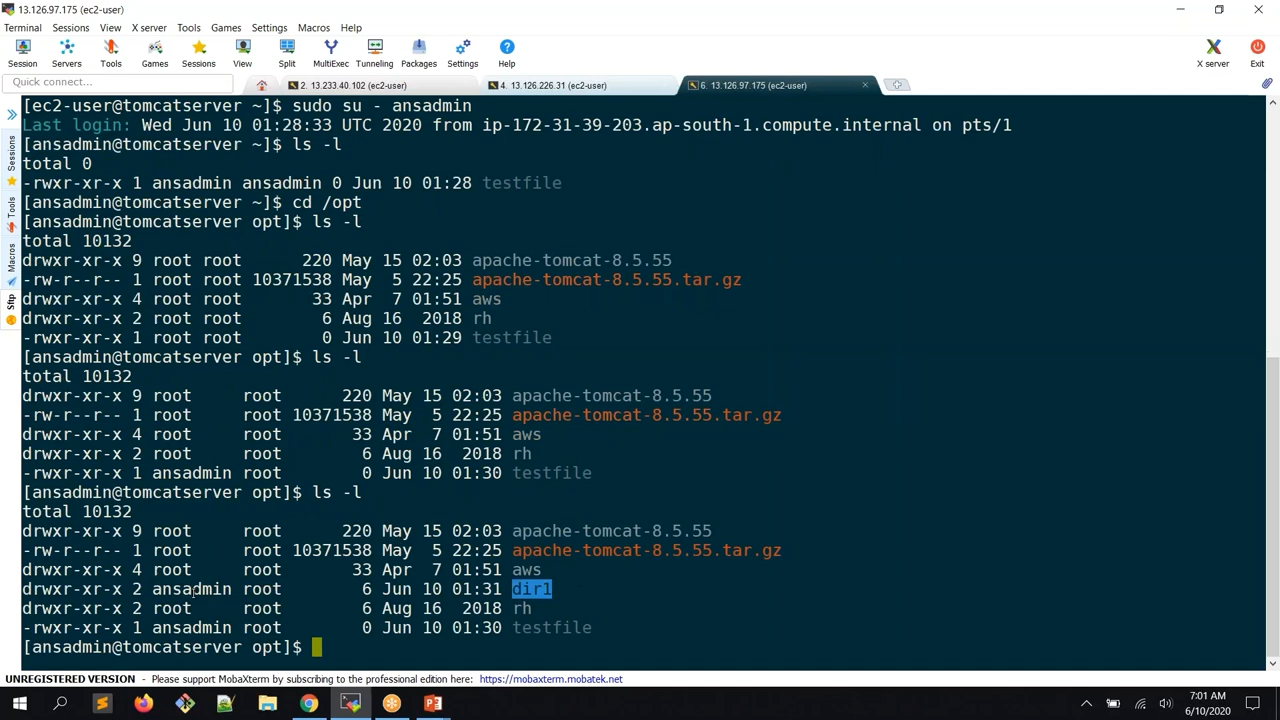 13.126.97.175 (ec2-user)
Terminal Sessions View X server Tools Games Settings Macros Help
Session Servers Tools Games Sessions View Split MultiExec Tunneling Packages Settings Help X server Exit
Quick connect...
2. 13.233.40.102 (ec2-user)
4. 13.126.226.31 (ec2-user)
6. 13.126.97.175 (ec2-user)
Sessions
Tools
Macros
Sftp
[ec2-user@tomcatserver ~]$ sudo su - ansadmin
Last login: Wed Jun 10 01:28:33 UTC 2020 from ip-172-31-39-203.ap-south-1.compute.internal on pts/1
[ansadmin@tomcatserver ~]$ ls -l
total 0
-rwxr-xr-x 1 ansadmin ansadmin 0 Jun 10 01:28 testfile
[ansadmin@tomcatserver ~]$ cd /opt
[ansadmin@tomcatserver opt]$ ls -l
total 10132
drwxr-xr-x 9 root root 220 May 15 02:03 apache-tomcat-8.5.55
-rw-r--r-- 1 root root 10371538 May 5 22:25 apache-tomcat-8.5.55.tar.gz
drwxr-xr-x 4 root root 33 Apr 7 01:51 aws
drwxr-xr-x 2 root root 6 Aug 16 2018 rh
-rwxr-xr-x 1 root root 0 Jun 10 01:29 testfile
[ansadmin@tomcatserver opt]$ ls -l
total 10132
drwxr-xr-x 9 root root 220 May 15 02:03 apache-tomcat-8.5.55
-rw-r--r-- 1 root root 10371538 May 5 22:25 apache-tomcat-8.5.55.tar.gz
drwxr-xr-x 4 root root 33 Apr 7 01:51 aws
drwxr-xr-x 2 root root 6 Aug 16 2018 rh
-rwxr-xr-x 1 ansadmin root 0 Jun 10 01:30 testfile
[ansadmin@tomcatserver opt]$ ls -l
total 10132
drwxr-xr-x 9 root root 220 May 15 02:03 apache-tomcat-8.5.55
-rw-r--r-- 1 root root 10371538 May 5 22:25 apache-tomcat-8.5.55.tar.gz
drwxr-xr-x 4 root root 33 Apr 7 01:51 aws
drwxr-xr-x 2 ansadmin root 6 Jun 10 01:31 dir1
drwxr-xr-x 2 root root 6 Aug 16 2018 rh
-rwxr-xr-x 1 ansadmin root 0 Jun 10 01:30 testfile
[ansadmin@tomcatserver opt]$
UNREGISTERED VERSION - Please support MobaXterm by subscribing to the professional edition here: https://mobaxterm.mobatek.net
7:01 AM
6/10/2020